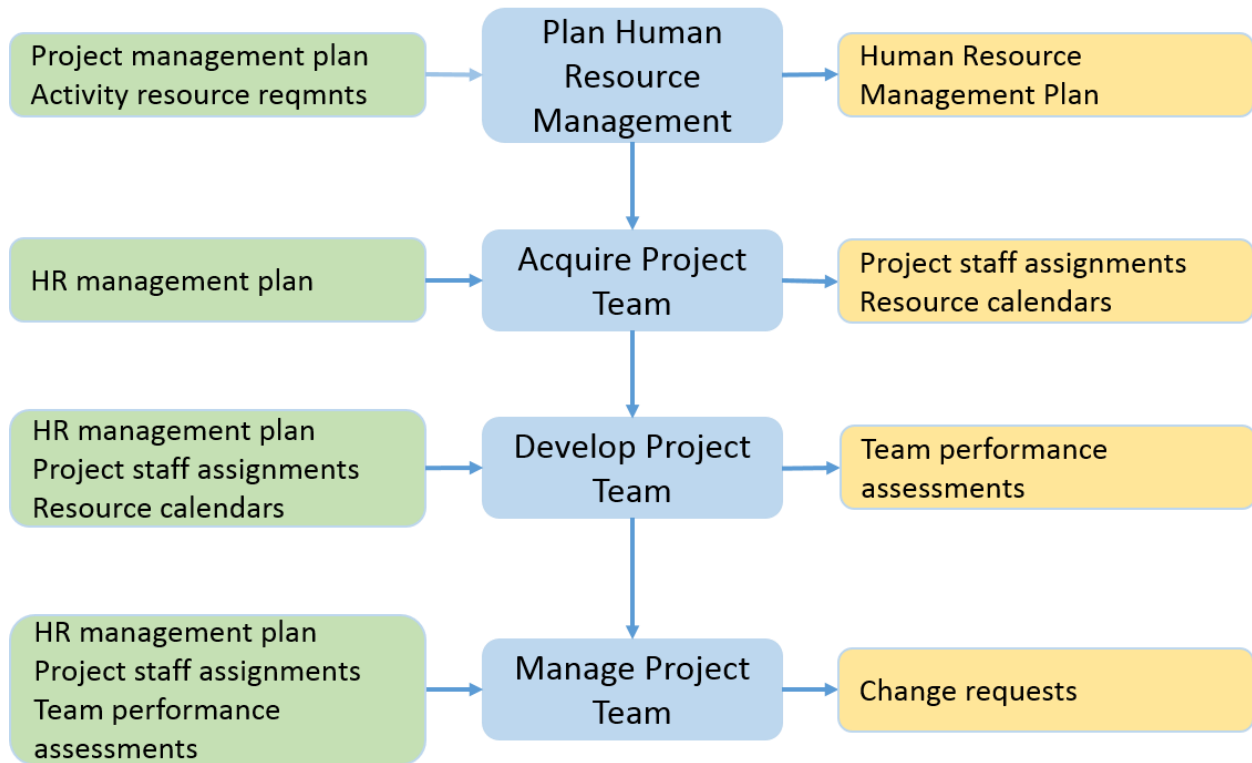 Project management plan
Activity resource reqmnts
Plan Human
Resource
Management
Human Resource
Management Plan
HR management plan
Acquire Project
Team
Project staff assignments
Resource calendars
HR management plan
Project staff assignments
Resource calendars
Develop Project
Team
Team performance
assessments
HR management plan
Project staff assignments
Team performance
assessments
Manage Project
Team
Change requests